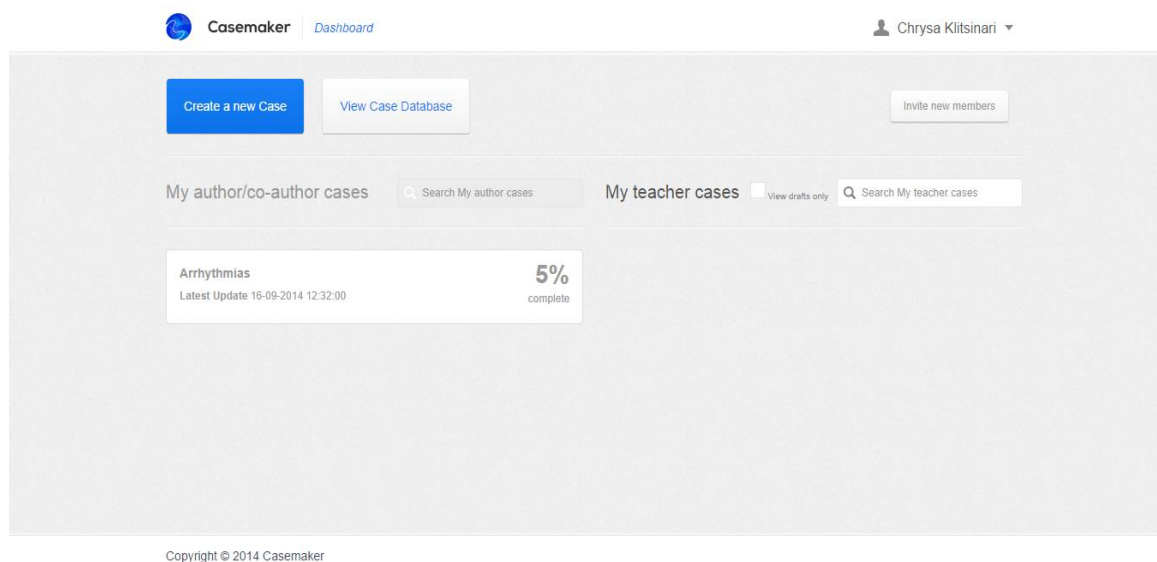 Casemaker Dashboard Chrysa Klitsinari
Create a new Case View Case Database Invite new members
My author/co-author cases Search My author cases My teacher cases View drafts only Search My teacher cases
Arrhythmias 5%
Latest Update 16-09-2014 12:32:00 complete
Copyright © 2014 Casemaker